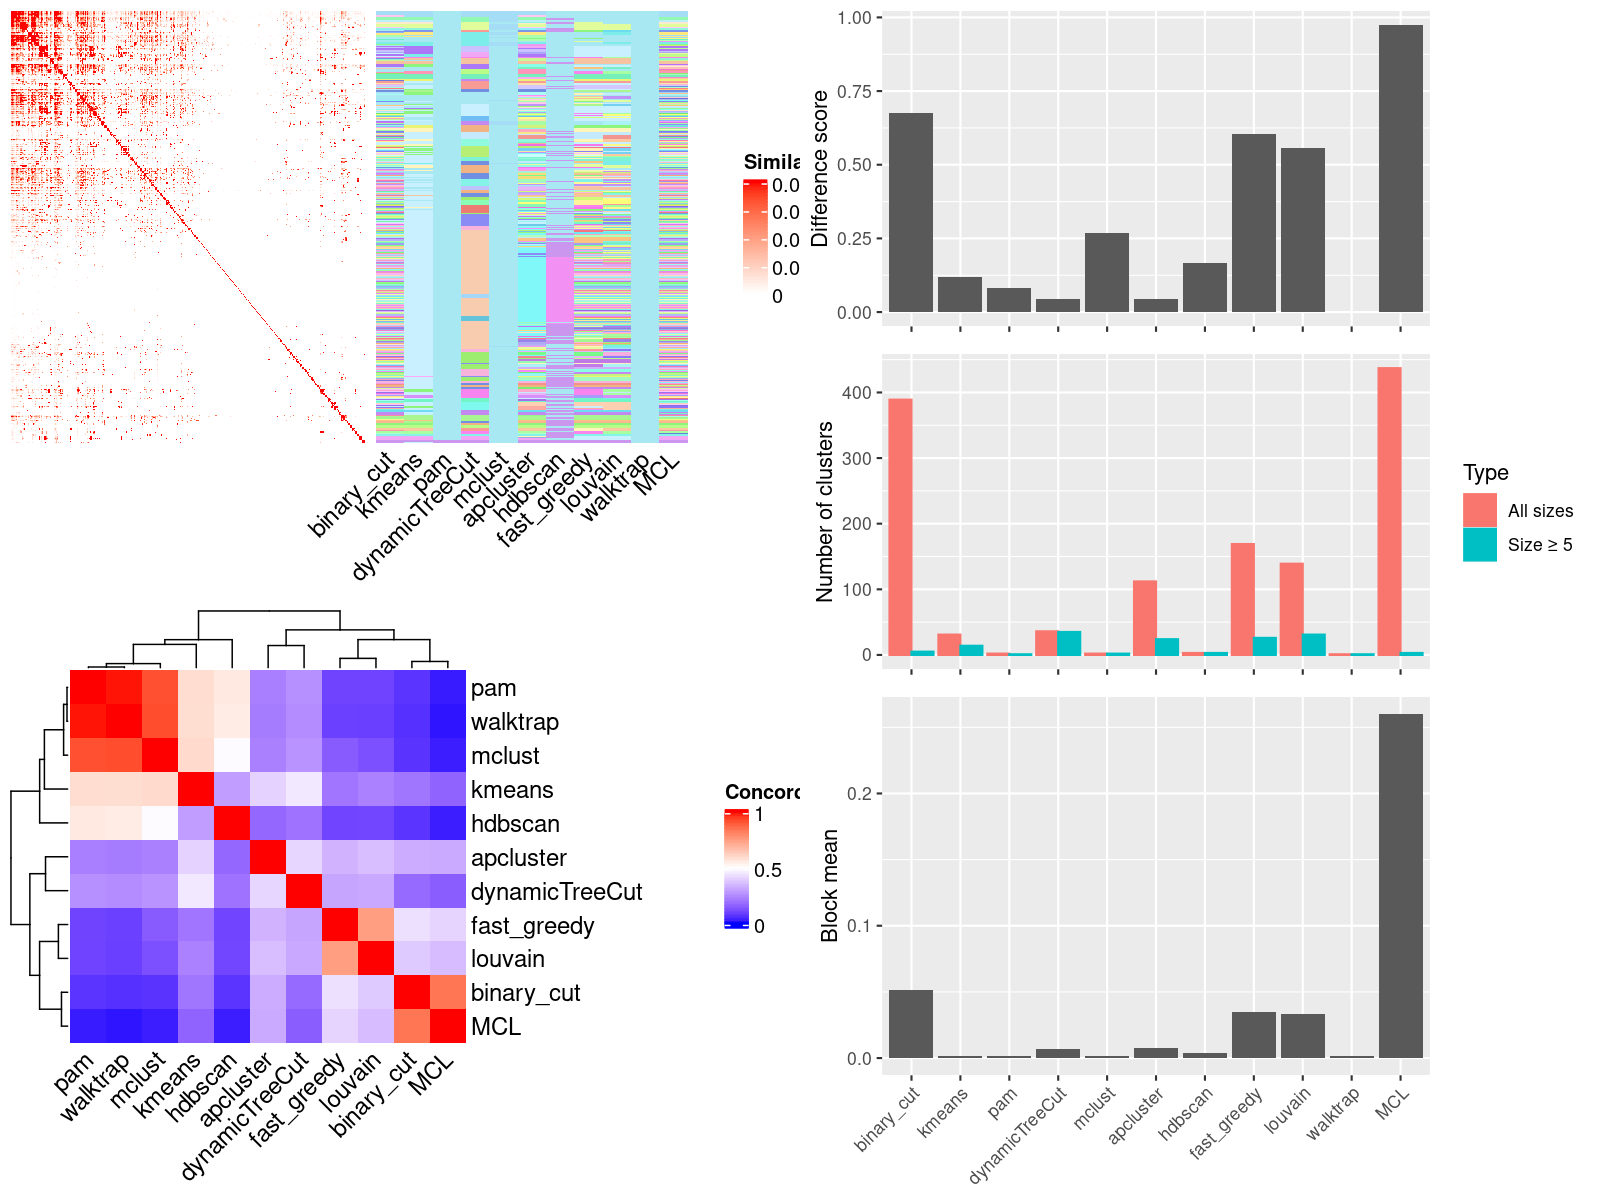 Simila
0.0
0.0
0.0
0.0
0
binary_cut
kmeans
pam
dynamicTreeCut
mclust
apcluster
hdbscan
fast_greedy
louvain
walktrap
MCL
pam
walktrap
mclust
kmeans
hdbscan
apcluster
dynamicTreeCut
fast_greedy
louvain
binary_cut
MCL
pam
walktrap
mclust
kmeans
hdbscan
apcluster
dynamicTreeCut
fast_greedy
louvain
binary_cut
MCL
Concord
1
0.5
0
Difference score
1.00
0.75
0.50
0.25
0.00
Number of clusters
400
300
200
100
0
Type
All sizes
Size ≥ 5
Block mean
0.2
0.1
0.0
binary_cut
kmeans
pam
dynamicTreeCut
mclust
apcluster
hdbscan
fast_greedy
louvain
walktrap
MCL